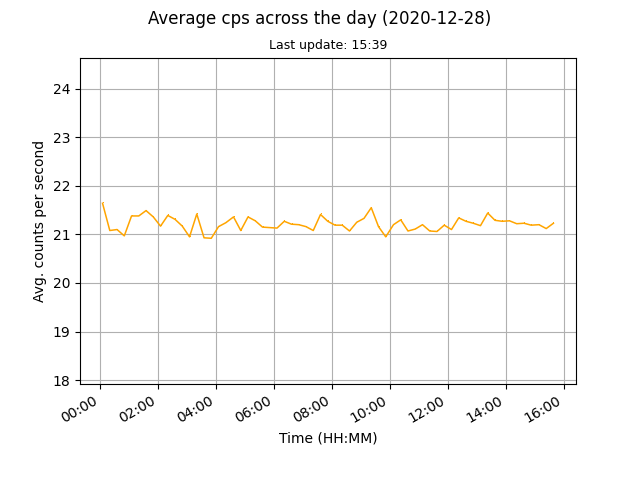 Average cps across the day (2020-12-28)
Last update: 15:39
24
23
22
21
20
19
18
Avg. counts per second
00:00 02:00 04:00 06:00 08:00 10:00 12:00 14:00 16:00
Time (HH:MM)